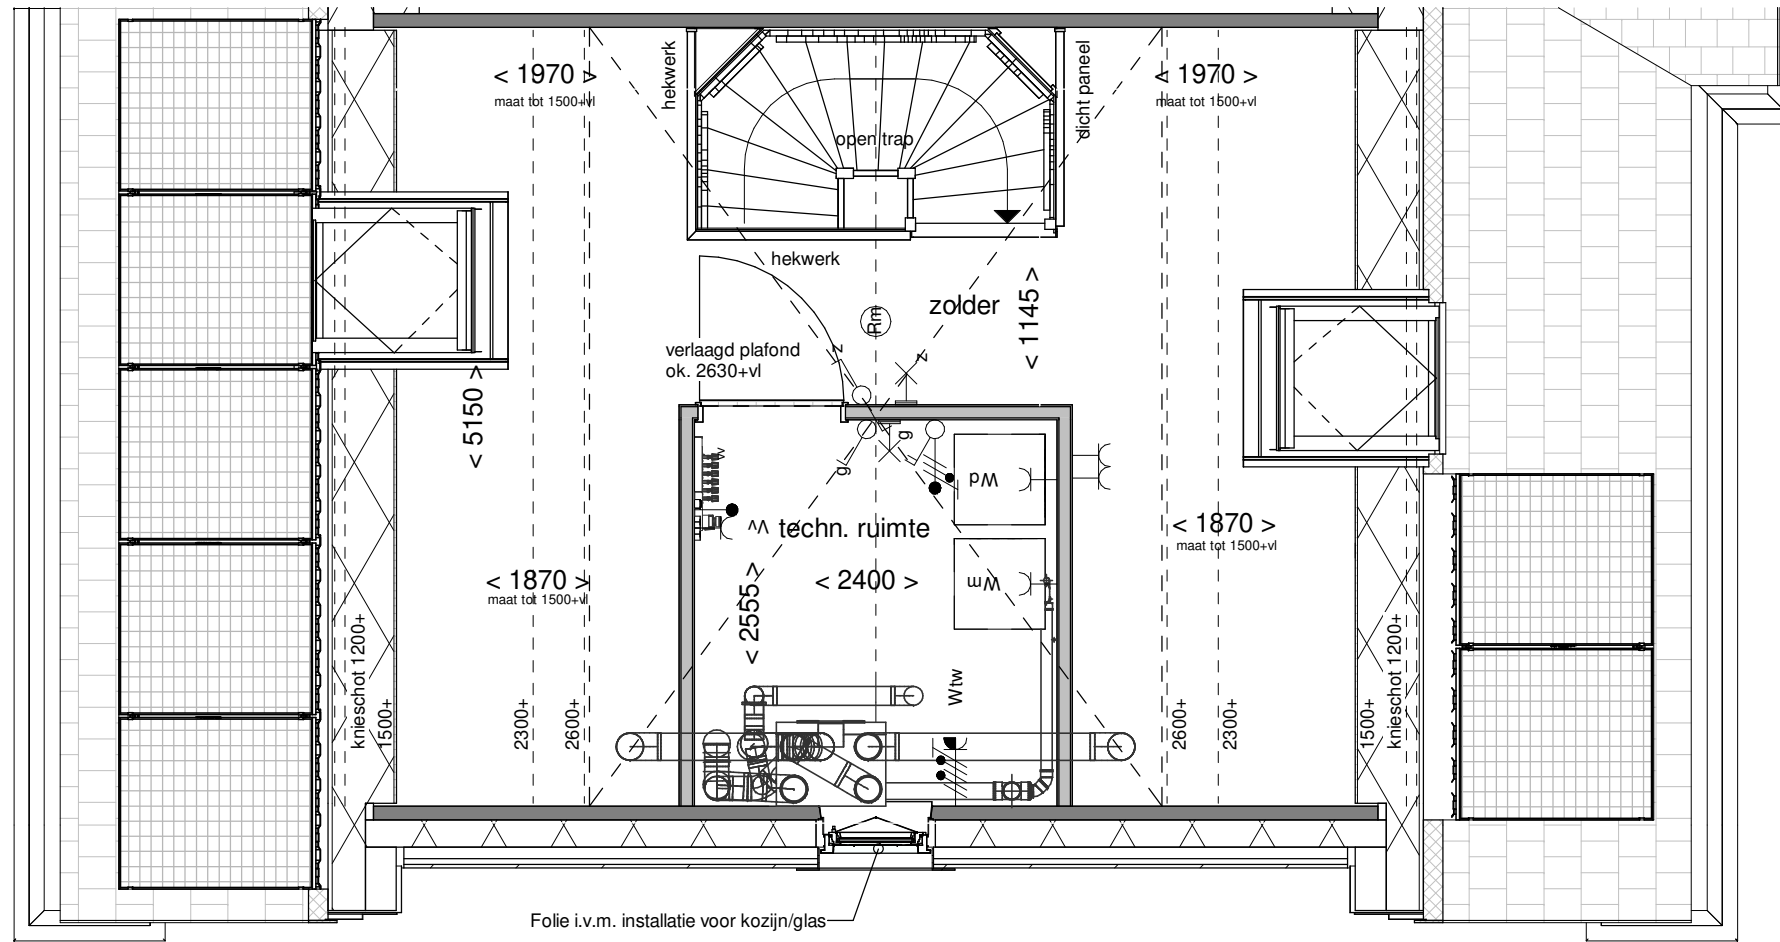 < 1970 >
maat tot 1500+vl
hekwerk
dicht paneel
< 1970 >
maat tot 1500+vl
open trap
hekwerk
zolder
< 1145 >
Rm
verlaagd plafond
ok. 2630+vl
z
z
< 5150 >
g
g
w
Wd
vv
techn. ruimte
< 1870 >
maat tot 1500+vl
< 1870 >
maat tot 1500+vl
< 2400 >
< 2555 >
Wm
Wtw
knieschot 1200+
1500+
2300+
2600+
2600+
2300+
1500+
knieschot 1200+
Folie i.v.m. installatie voor kozijn/glas